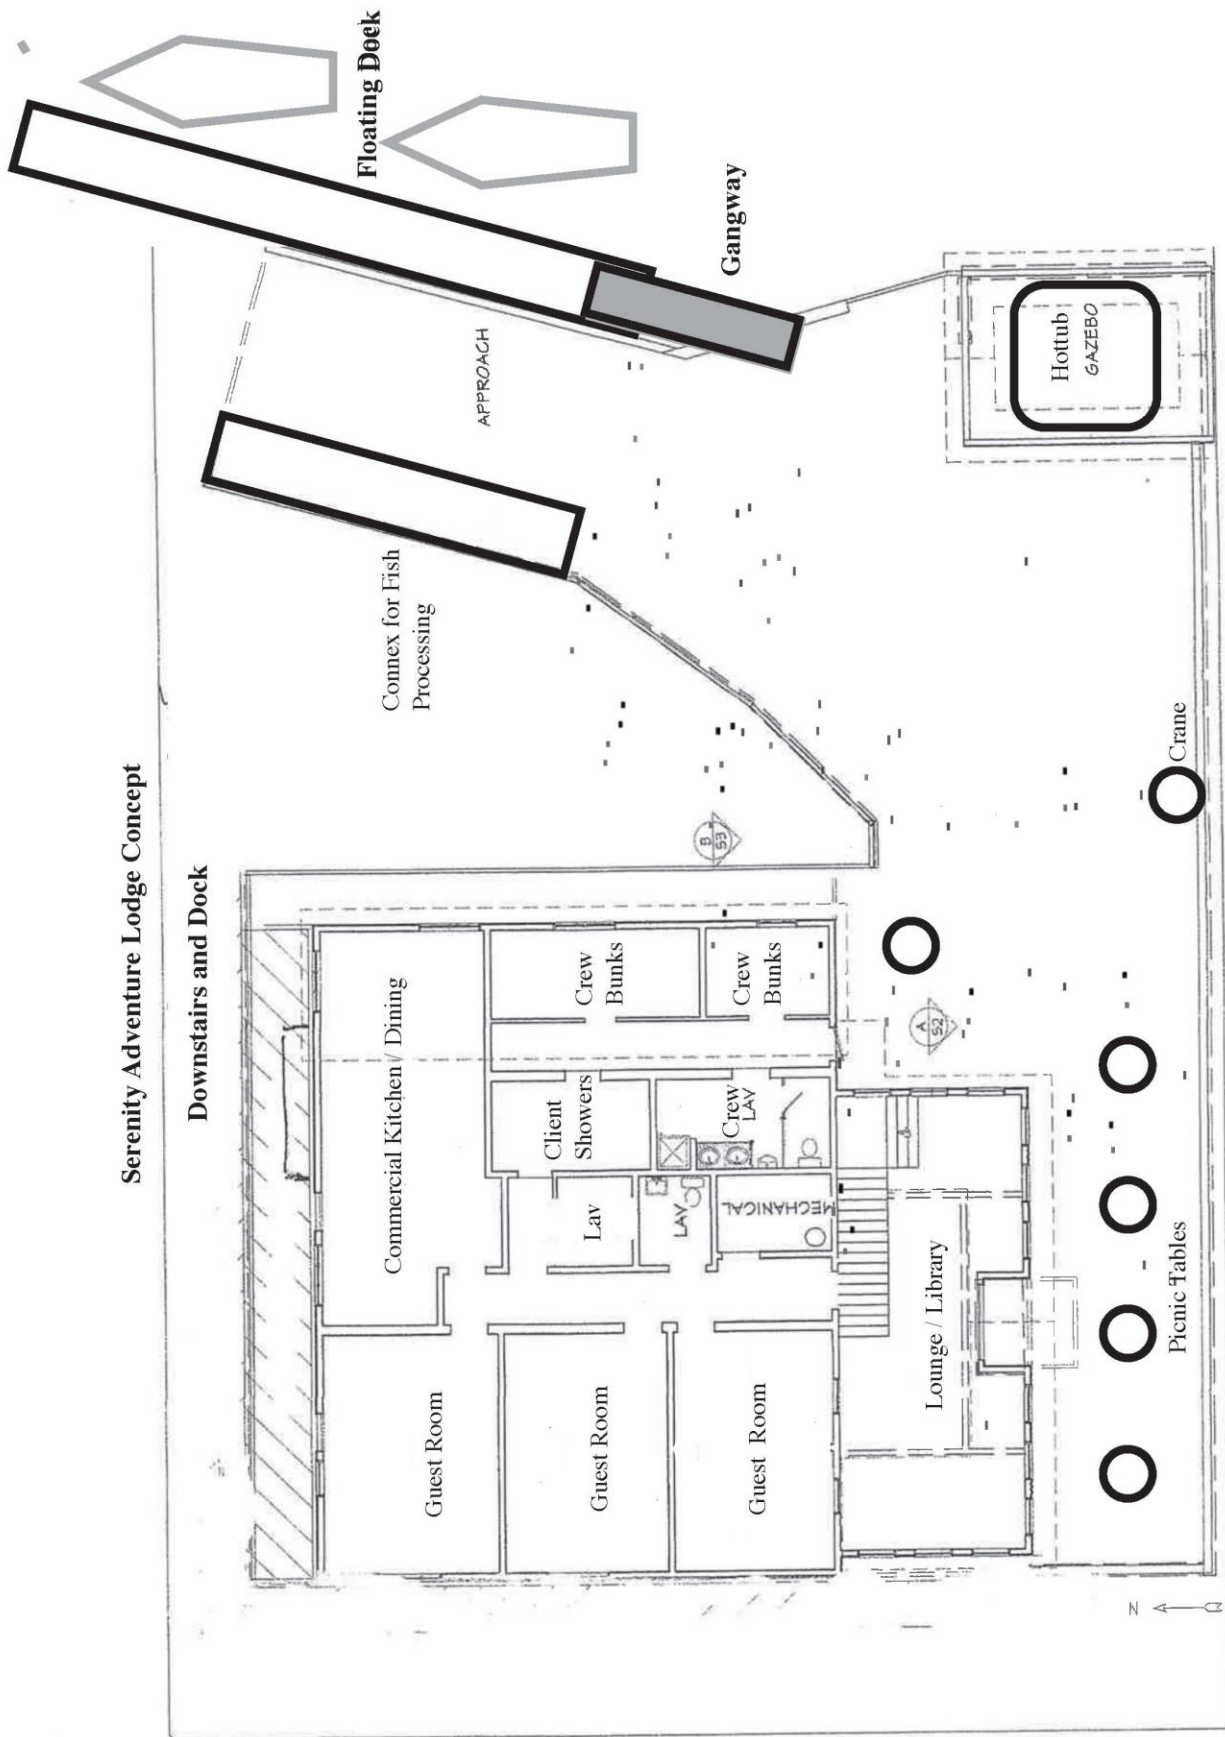 Serenity Adventure Lodge Concept
Downstairs and Dock
Floating Dock
Gangway
APPROACH
Connex for Fish
Processing
Hottub
GAZEBO
Crane
B
S3
A
S2
Commercial Kitchen / Dining
Crew
Bunks
Crew
Bunks
Client
Showers
Crew
LAV
Lav
LAV
MECHANICAL
Guest Room
Guest Room
Guest Room
Lounge / Library
Picnic Tables
N